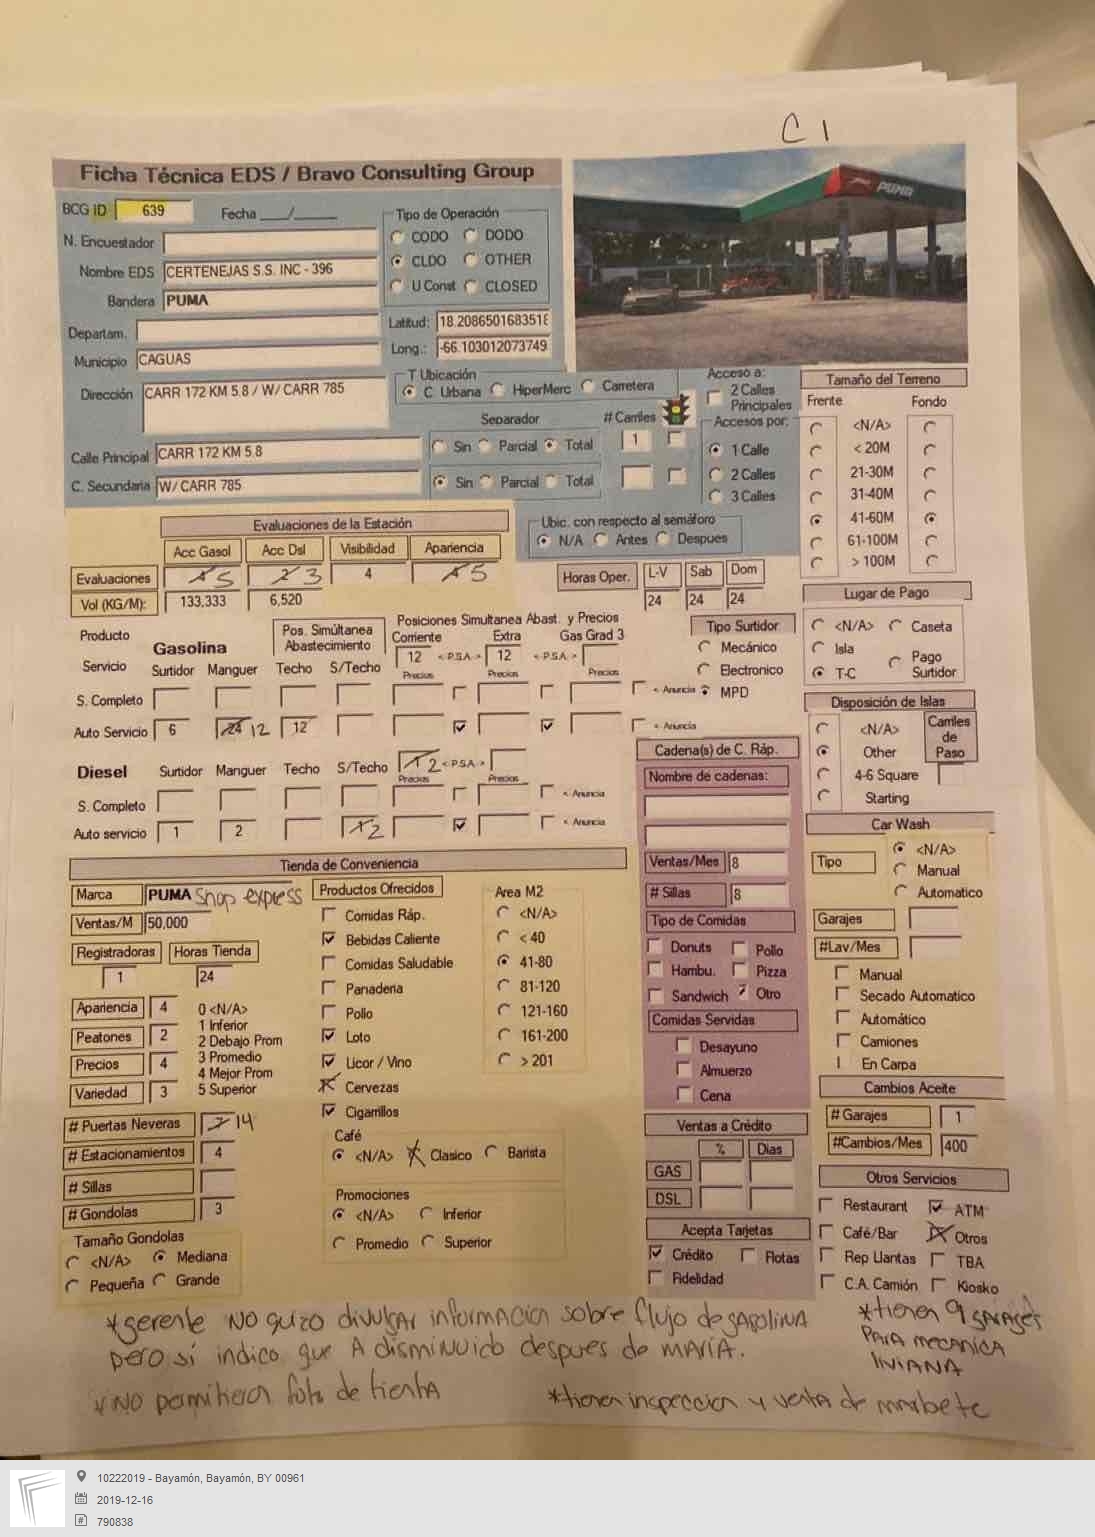 C 1
Ficha Técnica EDS / Bravo Consulting Group
PUMA
BCG ID 639 Fecha ___/_____
N. Encuestador
Nombre EDS CERTENEJAS S.S. INC - 396
Bandera PUMA
Departam.
Municipio CAGUAS
Dirección CARR 172 KM 5.8 / W/ CARR 785
Calle Principal CARR 172 KM 5.8
C. Secundaria W/ CARR 785
Tipo de Operación
CODO DODO
CLDO OTHER
U Const CLOSED
Latitud: 18.208650168351
Long.: -66.103012073749
T Ubicación
C. Urbana HiperMerc Carretera
Separador # Carriles
Sin Parcial Total 1
Sin Parcial Total
Acceso a:
2 Calles
Principales
Accesos por:
1 Calle
2 Calles
3 Calles
Ubic. con respecto al semáforo
N/A Antes Despues
Tamaño del Terreno
Frente Fondo
<N/A>
< 20M
21-30M
31-40M
41-60M
61-100M
> 100M
Evaluaciones de la Estación
Acc Gasol Acc Dsl Visibilidad Apariencia
Evaluaciones 5 2 3 4 5
Vol (KG/M): 133,333 6,520
Horas Oper. L-V Sab Dom
24 24 24
Lugar de Pago
<N/A> Caseta
Isla Pago
T-C Surtidor
Producto
Servicio
Gasolina
Surtidor Manguer
Pos. Simúltanea
Abastecimiento
Techo S/Techo
Posiciones Simultanea Abast. y Precios
Corriente Extra Gas Grad 3
12 <-P.S.A.-> 12 <-P.S.A.->
Precios Precios Precios
S. Completo < Anuncia
Auto Servicio 6 24 12 12 < Anuncia
Tipo Surtidor
Mecánico
Electronico
MPD
Diesel Surtidor Manguer Techo S/Techo 2 <-P.S.A.->
Precios Precios
S. Completo < Anuncia
Auto servicio 1 2 2 < Anuncia
Disposición de Islas
<N/A>
Other
4-6 Square
Starting
Carriles
de
Paso
Cadena(s) de C. Ráp.
Nombre de cadenas:
Ventas/Mes 8
# Sillas 8
Tipo de Comidas
Donuts Pollo
Hambu. Pizza
Sandwich Otro
Comidas Servidas
Desayuno
Almuerzo
Cena
Car Wash
Tipo
<N/A>
Manual
Automatico
Garajes
#Lav/Mes
Manual
Secado Automatico
Automático
Camiones
En Carpa
Tienda de Conveniencia
Marca PUMA Shop express
Ventas/M 50,000
Registradoras Horas Tienda
1 24
Apariencia 4
Peatones 2
Precios 4
Variedad 3
0 <N/A>
1 Inferior
2 Debajo Prom
3 Promedio
4 Mejor Prom
5 Superior
# Puertas Neveras 14
# Estacionamientos 4
# Sillas
# Gondolas 3
Tamaño Gondolas
<N/A> Mediana
Pequeña Grande
Productos Ofrecidos
Comidas Ráp.
Bebidas Caliente
Comidas Saludable
Panaderia
Pollo
Loto
Licor / Vino
Cervezas
Cigarrillos
Area M2
<N/A>
< 40
41-80
81-120
121-160
161-200
> 201
Café
<N/A> Clasico Barista
Promociones
<N/A> Inferior
Promedio Superior
Ventas a Crédito
% Dias
GAS
DSL
Acepta Tarjetas
Crédito Flotas
Fidelidad
Cambios Aceite
# Garajes 1
#Cambios/Mes 400
Otros Servicios
Restaurant ATM
Café/Bar Otros
Rep Llantas TBA
C.A. Camión Kiosko
*gerente no quizo divulgar informacion sobre flujo de gasolina
pero sí indico que a disminuido despues de maría.
*no permitieron foto de tienta
*tienen 9 garages
para mecanica
liviana
*tienen inspeccion y venta de marbete
10222019 - Bayamón, Bayamón, BY 00961
2019-12-16
790838